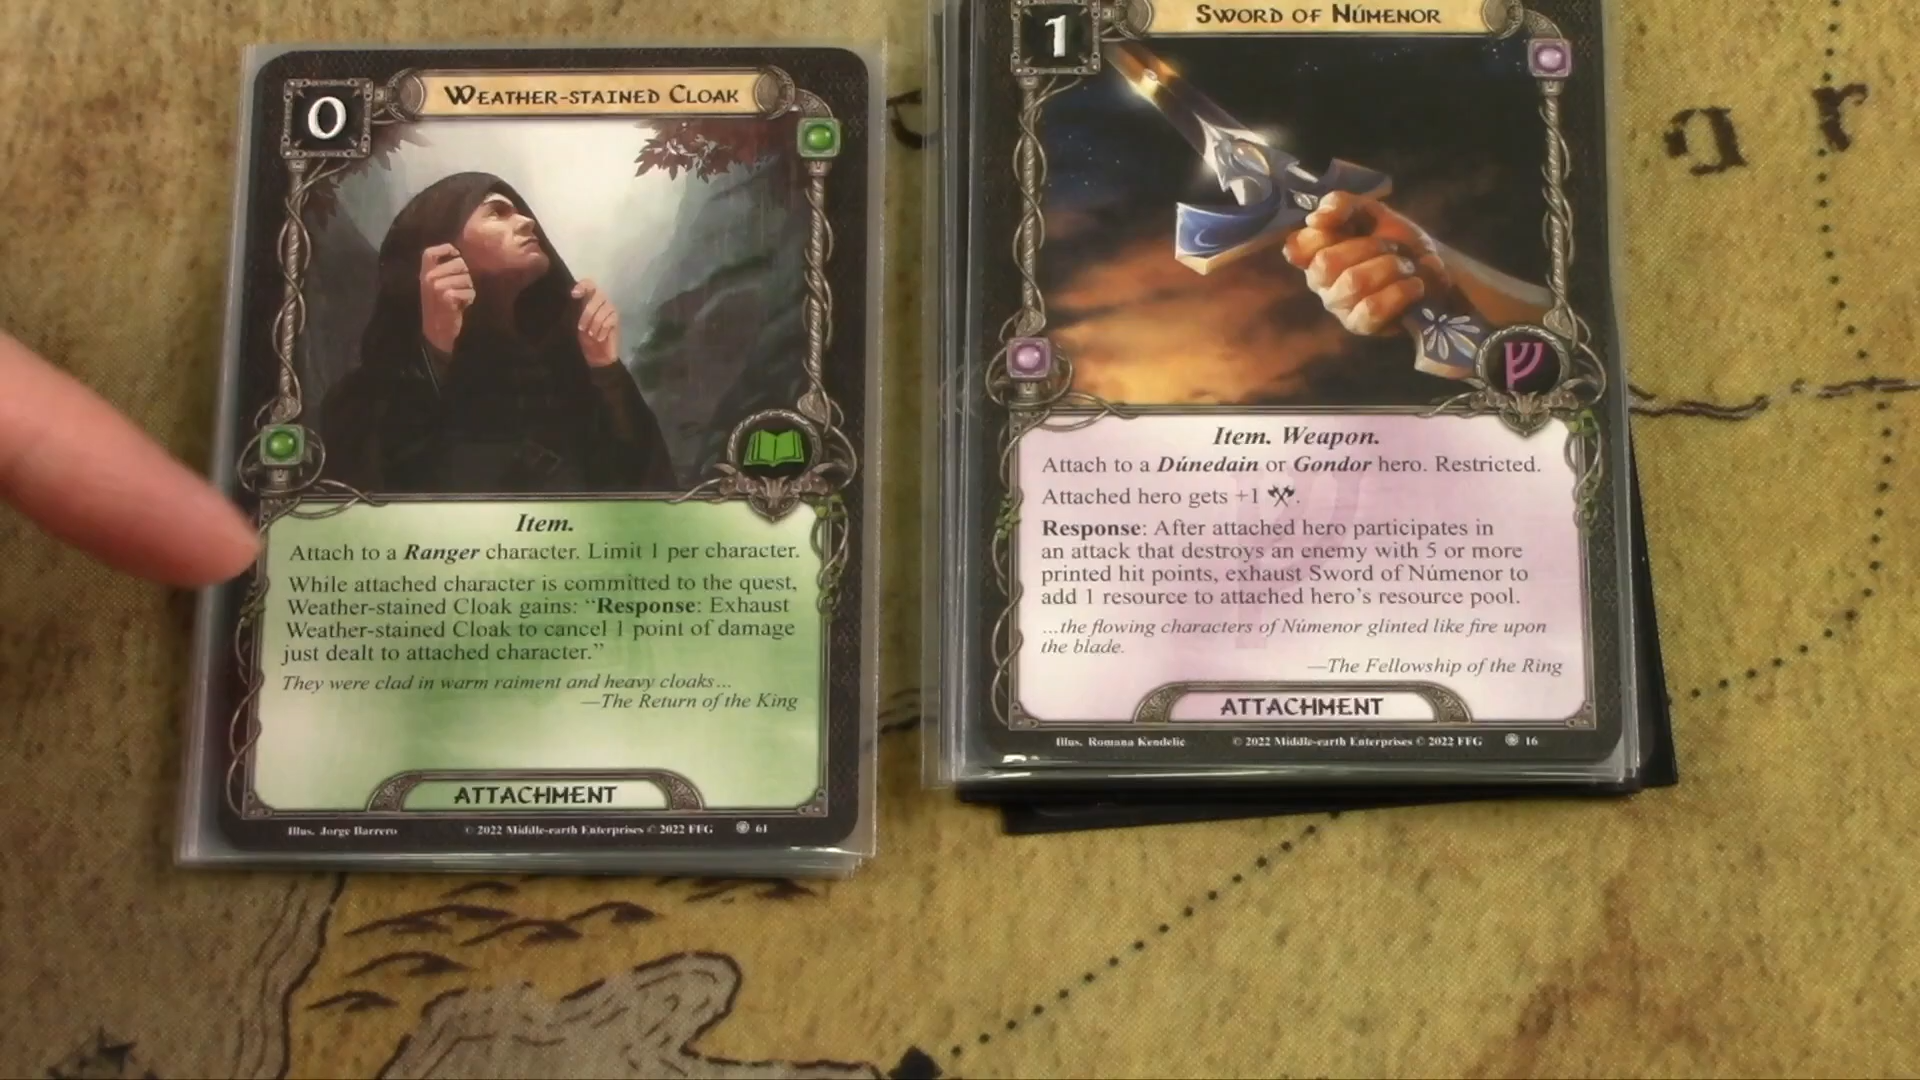 0
WEATHER-STAINED CLOAK
Item.
Attach to a Ranger character. Limit 1 per character.
While attached character is committed to the quest,
Weather-stained Cloak gains: “Response: Exhaust
Weather-stained Cloak to cancel 1 point of damage
just dealt to attached character.”
They were clad in warm raiment and heavy cloaks…
—The Return of the King
ATTACHMENT
Illus. Jorge Barrero © 2022 Middle-earth Enterprises © 2022 FFG 61
1
SWORD OF NÚMENOR
Item. Weapon.
Attach to a Dúnedain or Gondor hero. Restricted.
Attached hero gets +1
Response: After attached hero participates in
an attack that destroys an enemy with 5 or more
printed hit points, exhaust Sword of Númenor to
add 1 resource to attached hero’s resource pool.
…the flowing characters of Númenor glinted like fire upon
the blade.
—The Fellowship of the Ring
ATTACHMENT
Illus. Romana Kendelic © 2022 Middle-earth Enterprises © 2022 FFG 16
a r